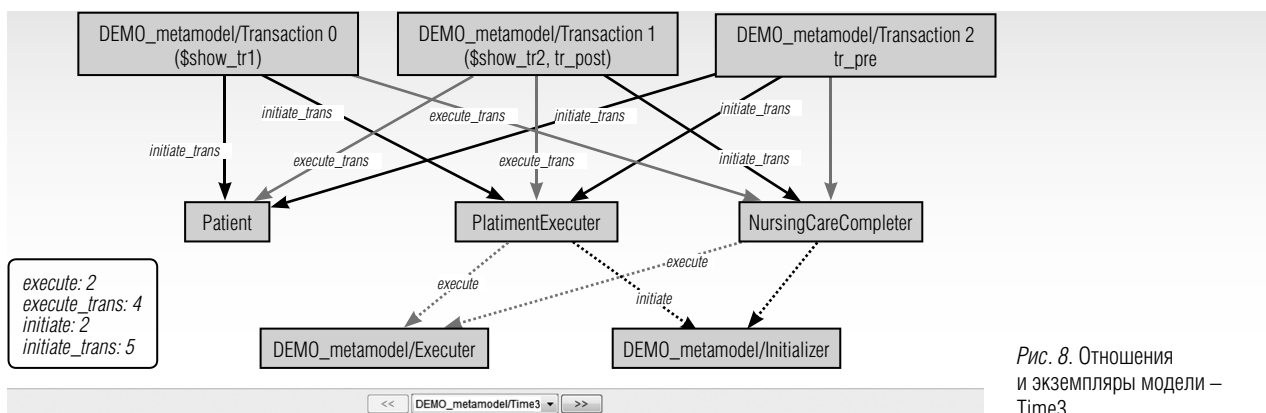 DEMO_metamodel/Transaction 0
($show_tr1)
DEMO_metamodel/Transaction 1
($show_tr2, tr_post)
DEMO_metamodel/Transaction 2
tr_pre
initiate_trans
execute_trans
initiate_trans
initiate_trans
initiate_trans
execute_trans
execute_trans
initiate_trans
Patient
PlatimentExecuter
NursingCareCompleter
execute
execute
initiate
execute: 2
execute_trans: 4
initiate: 2
initiate_trans: 5
DEMO_metamodel/Executer
DEMO_metamodel/Initializer
<<
DEMO_metamodel/Time3
>>
Рис. 8. Отношения
и экземпляры модели –
Time3